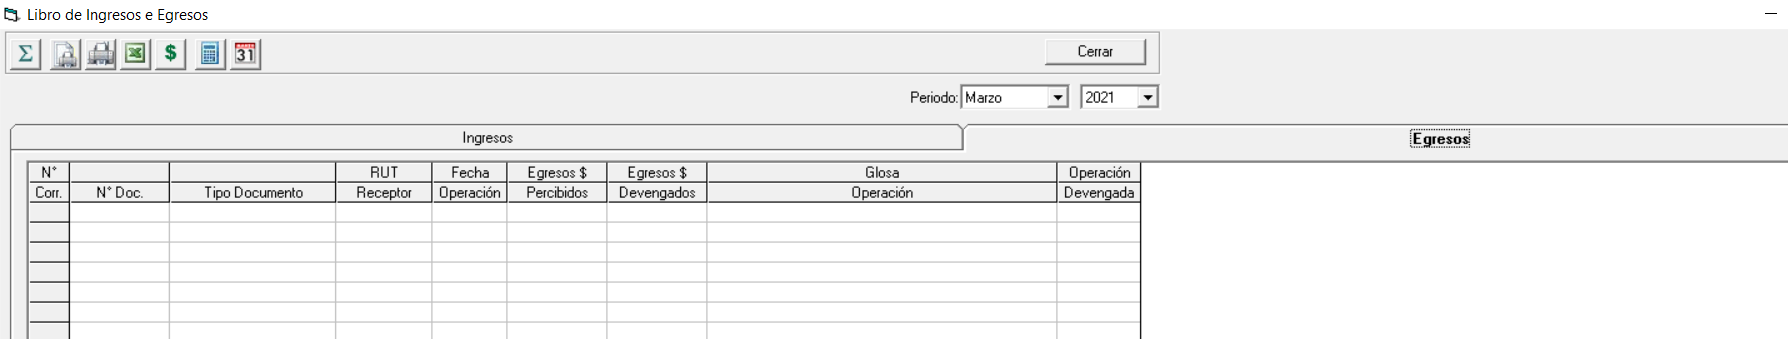 Libro de Ingresos e Egresos
Σ $ 31 Cerrar
Periodo: Marzo 2021
Ingresos Egresos
N° RUT Fecha Egresos $ Egresos $ Glosa Operación
Corr. N° Doc. Tipo Documento Receptor Operación Percibidos Devengados Operación Devengada